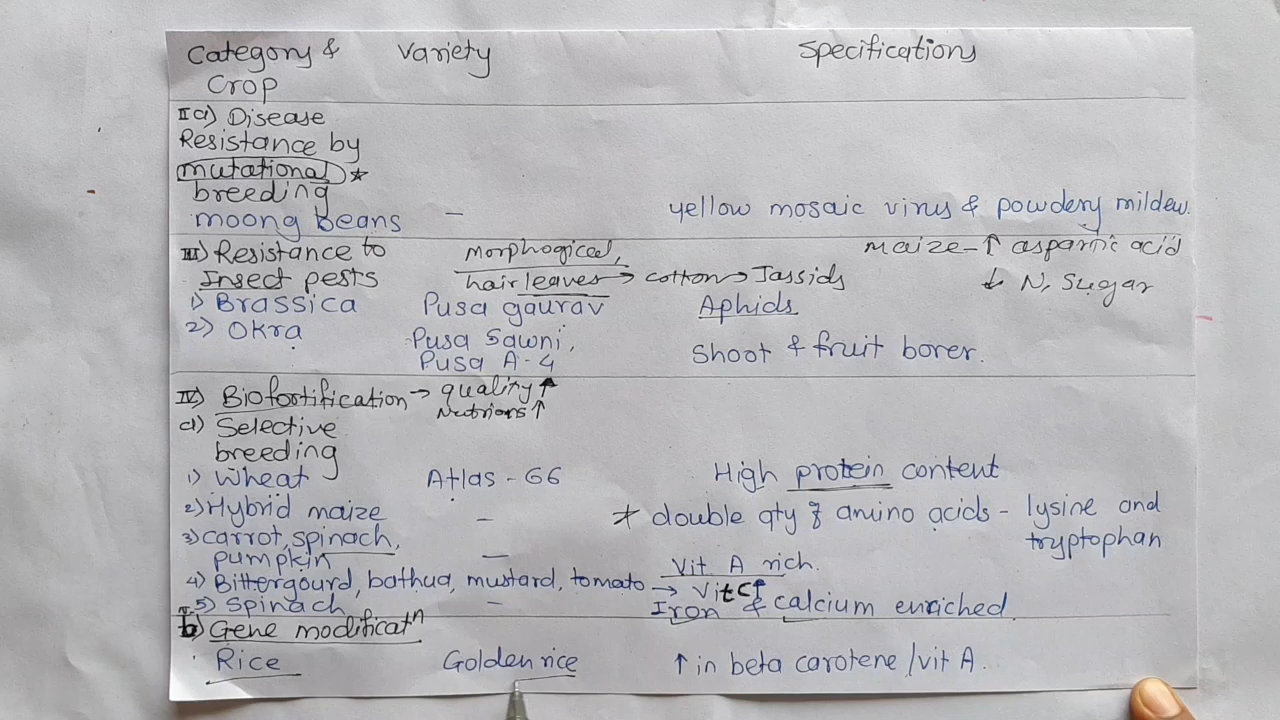 Category & Variety Specifications
Crop
II a) Disease
Resistance by
mutational *
breeding
moong beans – yellow mosaic virus & powdery mildew.
III) Resistance to morphogical, maize-↑ aspartic acid
Insect pests hair leaves → cotton → Jassids ↓ N, Sugar
1) Brassica Pusa gaurav Aphids
2) Okra Pusa Sawni,
Pusa A-4 Shoot & fruit borer.
IV) Biofortification → quality ↑
Nutrions ↑
a) Selective
breeding
1) Wheat Atlas - 66 High protein content
2) Hybrid maize – * double qty of amino acids - lysine and
tryptophan
3) carrot, spinach,
pumpkin – Vit A rich.
4) Bittergourd, bathua, mustard, tomato → Vit C↑
5) Spinach – Iron & calcium enriched
b) Gene modificatn
Rice Golden rice ↑ in beta carotene / vit A.